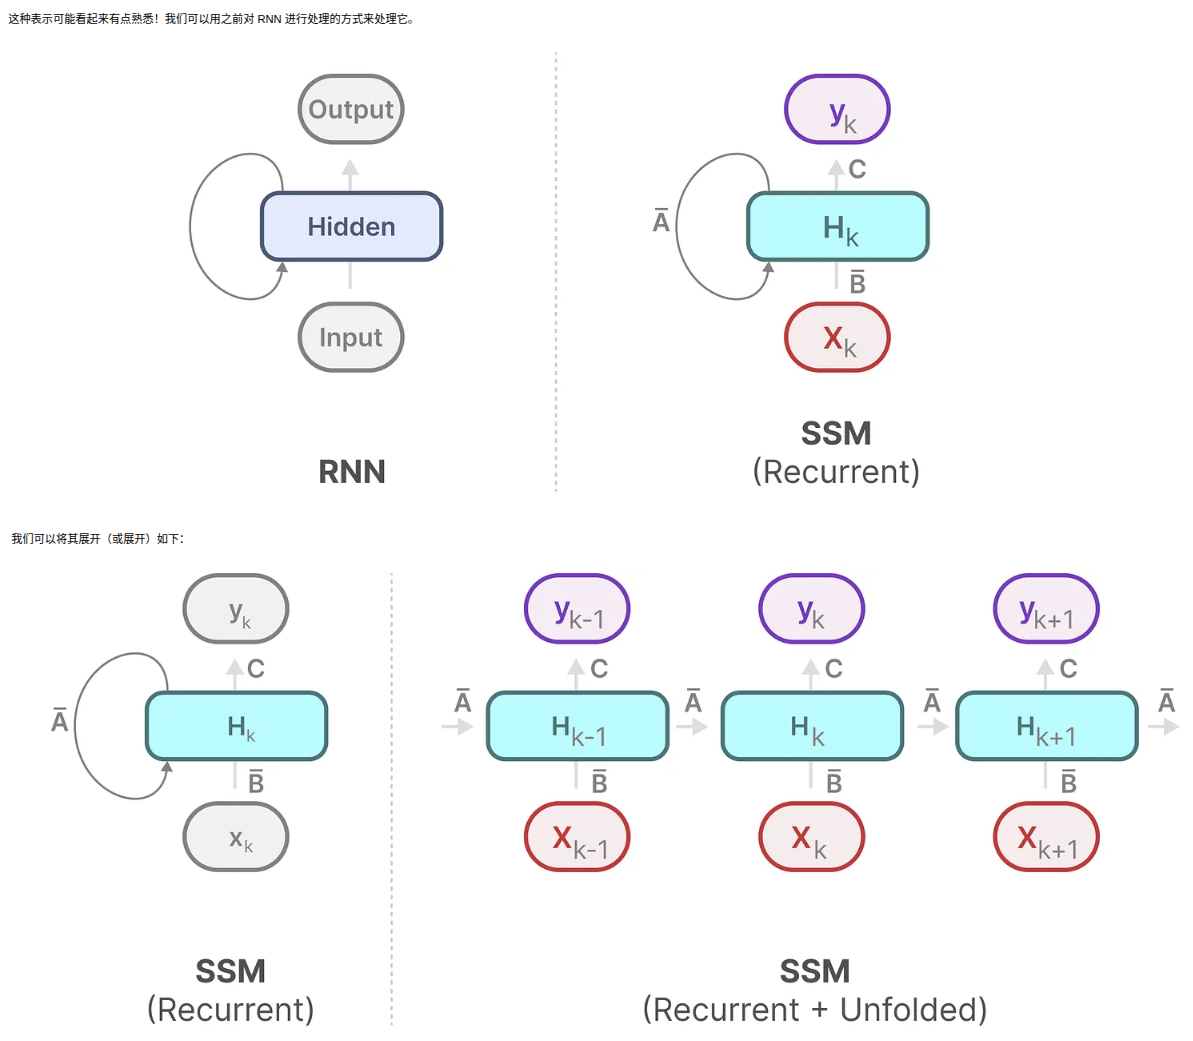 这种表示可能看起来有点熟悉！我们可以用之前对 RNN 进行处理的方式来处理它。
Output
Hidden
Input
RNN
yk
C
Ā
Hk
B̄
Xk
SSM
(Recurrent)
我们可以将其展开（或展开）如下：
yk
C
Ā
Hk
B̄
xk
SSM
(Recurrent)
yk-1 yk yk+1
C C C
Ā Ā Ā Ā
Hk-1 Hk Hk+1
B̄ B̄ B̄
Xk-1 Xk Xk+1
SSM
(Recurrent + Unfolded)